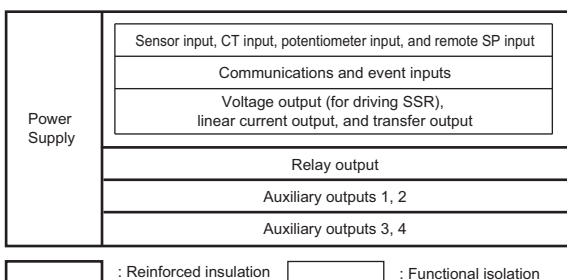 Sensor input, CT input, potentiometer input, and remote SP input
Communications and event inputs
Voltage output (for driving SSR),
linear current output, and transfer output
Power
Supply
Relay output
Auxiliary outputs 1, 2
Auxiliary outputs 3, 4
: Reinforced insulation
: Functional isolation